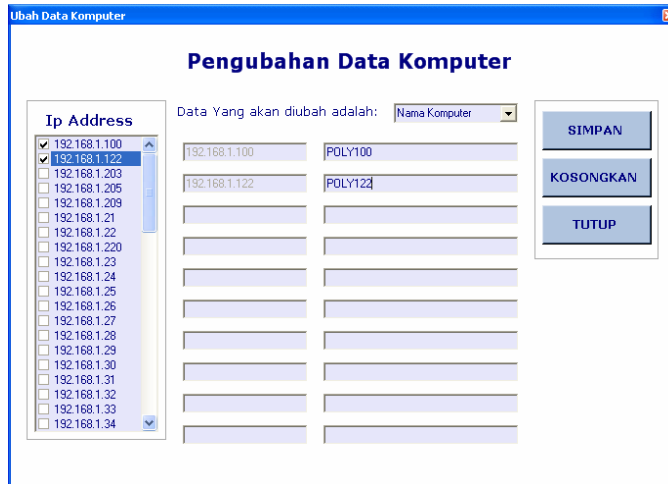 Ubah Data Komputer
Pengubahan Data Komputer
Ip Address
192.168.1.100
192.168.1.122
192.168.1.203
192.168.1.205
192.168.1.209
192.168.1.21
192.168.1.22
192.168.1.220
192.168.1.23
192.168.1.24
192.168.1.25
192.168.1.26
192.168.1.27
192.168.1.28
192.168.1.29
192.168.1.30
192.168.1.31
192.168.1.32
192.168.1.33
192.168.1.34
Data Yang akan diubah adalah: Nama Komputer
192.168.1.100 POLY100
192.168.1.122 POLY122
SIMPAN
KOSONGKAN
TUTUP